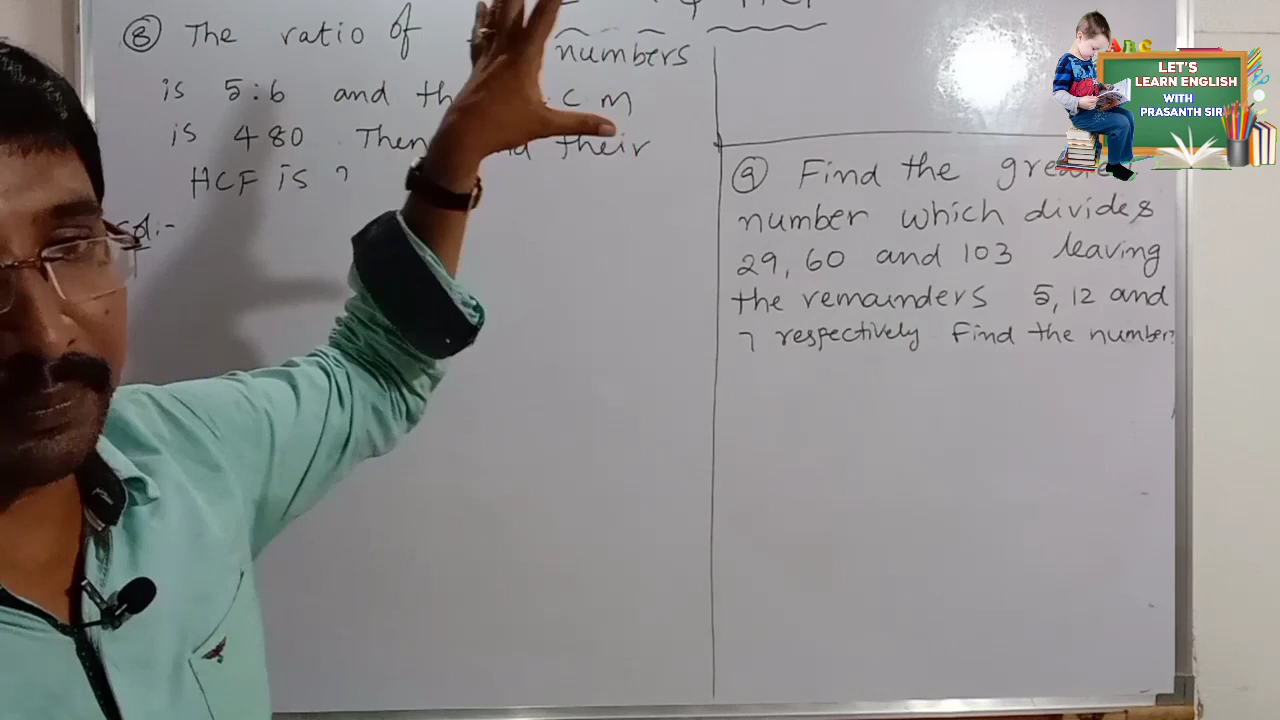 ⑧ The ratio of numbers
is 5:6 and th C M
is 480 Then their
HCF is ?
sol:-
⑨ Find the
number which divides
29, 60 and 103 leaving
the remainders 5, 12 and
7 respectively Find the number?
ABC
LET'S
LEARN ENGLISH
WITH
PRASANTH SIR